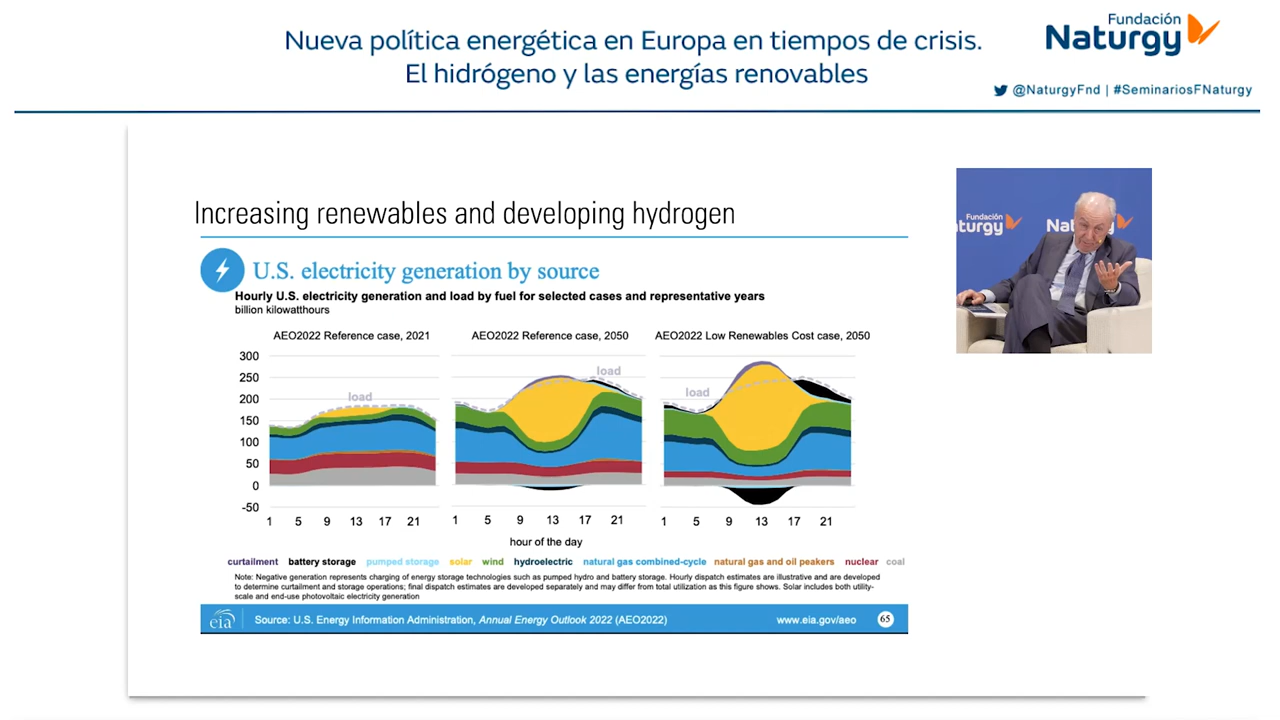 Nueva política energética en Europa en tiempos de crisis.
El hidrógeno y las energías renovables
Fundación
Naturgy
@NaturgyFnd | #SeminariosFNaturgy
Increasing renewables and developing hydrogen
U.S. electricity generation by source
Hourly U.S. electricity generation and load by fuel for selected cases and representative years
billion kilowatthours
AEO2022 Reference case, 2021
AEO2022 Reference case, 2050
AEO2022 Low Renewables Cost case, 2050
300
250
200
150
100
50
0
-50
load
load
load
1 5 9 13 17 21
1 5 9 13 17 21
1 5 9 13 17 21
hour of the day
curtailment battery storage pumped storage solar wind hydroelectric natural gas combined-cycle natural gas and oil peakers nuclear coal
Note: Negative generation represents charging of energy storage technologies such as pumped hydro and battery storage. Hourly dispatch estimates are illustrative and are developed
to determine curtailment and storage operations; final dispatch estimates are developed separately and may differ from total utilization as this figure shows. Solar includes both utility-
scale and end-use photovoltaic electricity generation
eia
Source: U.S. Energy Information Administration, Annual Energy Outlook 2022 (AEO2022)
www.eia.gov/aeo
65
Fundación
aturgy
Nat